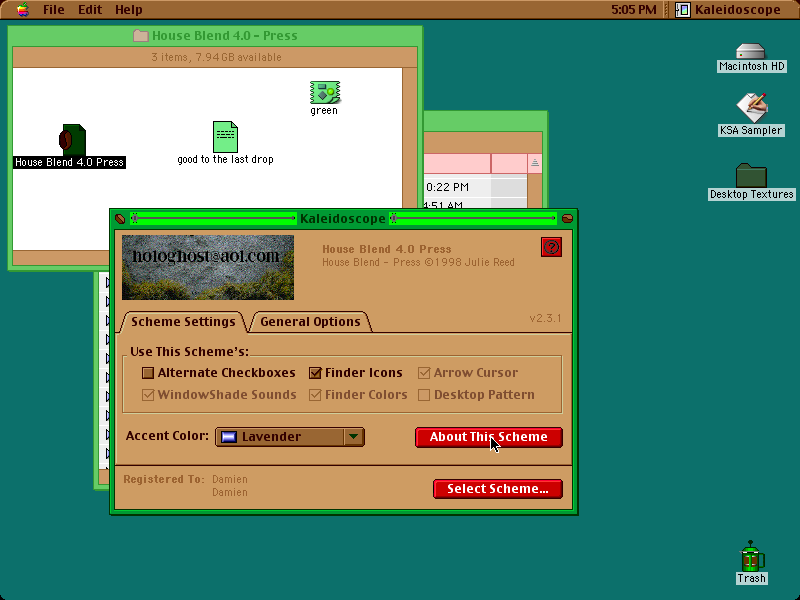 File Edit Help
5:05 PM Kaleidoscope
House Blend 4.0 - Press
3 items, 7.94 GB available
green
House Blend 4.0 Press
good to the last drop
Macintosh HD
KSA Sampler
Desktop Textures
0:22 PM
4:51 AM
Kaleidoscope
hologhost@aol.com
House Blend 4.0 Press
House Blend - Press ©1998 Julie Reed
?
Scheme Settings
General Options
v2.3.1
Use This Scheme's:
Alternate Checkboxes
Finder Icons
Arrow Cursor
WindowShade Sounds
Finder Colors
Desktop Pattern
Accent Color: Lavender
About This Scheme
Registered To: Damien
Damien
Select Scheme...
Trash